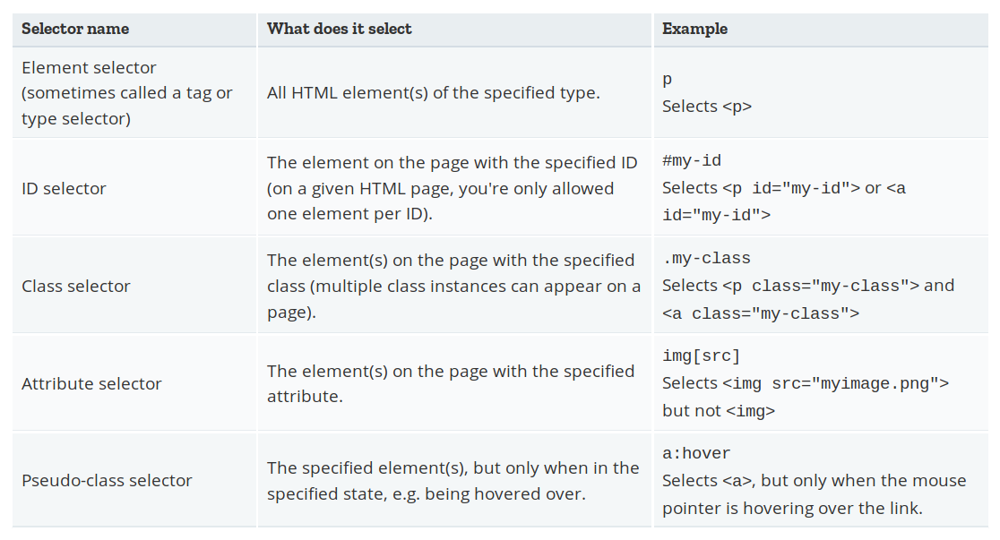 Selector name
What does it select
Example
Element selector
(sometimes called a tag or
type selector)
All HTML element(s) of the specified type.
p
Selects <p>
ID selector
The element on the page with the specified ID
(on a given HTML page, you're only allowed
one element per ID).
#my-id
Selects <p id="my-id"> or <a
id="my-id">
Class selector
The element(s) on the page with the specified
class (multiple class instances can appear on a
page).
.my-class
Selects <p class="my-class"> and
<a class="my-class">
Attribute selector
The element(s) on the page with the specified
attribute.
img[src]
Selects <img src="myimage.png">
but not <img>
Pseudo-class selector
The specified element(s), but only when in the
specified state, e.g. being hovered over.
a:hover
Selects <a>, but only when the mouse
pointer is hovering over the link.